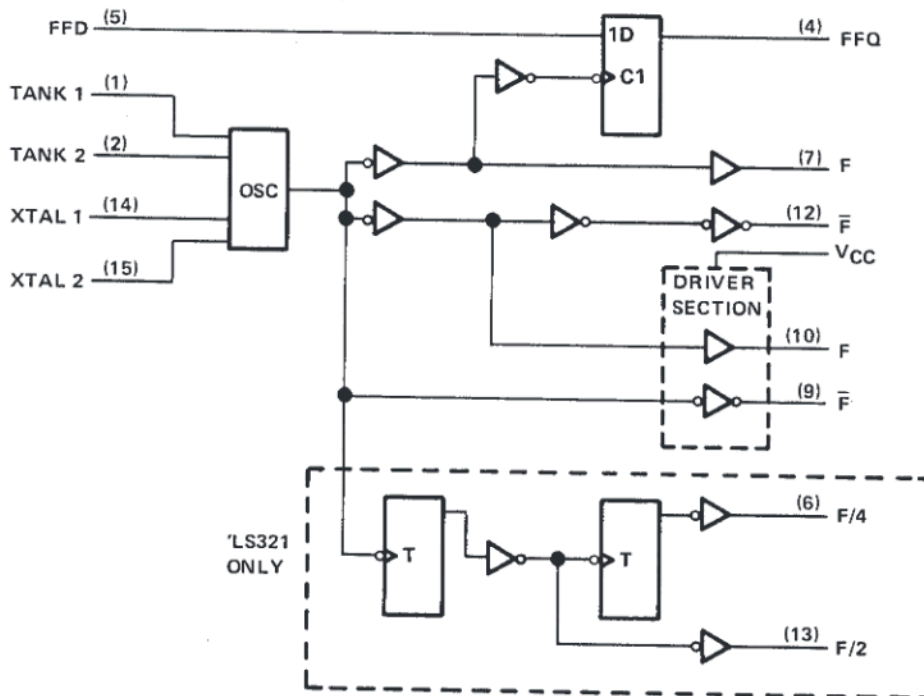 FFD (5)
1D
(4) FFQ
C1
TANK 1 (1)
TANK 2 (2)
OSC
XTAL 1 (14)
XTAL 2 (15)
(7) F
(12) F̅
VCC
DRIVER
SECTION
(10) F
(9) F̅
'LS321
ONLY
T
T
(6) F/4
(13) F/2